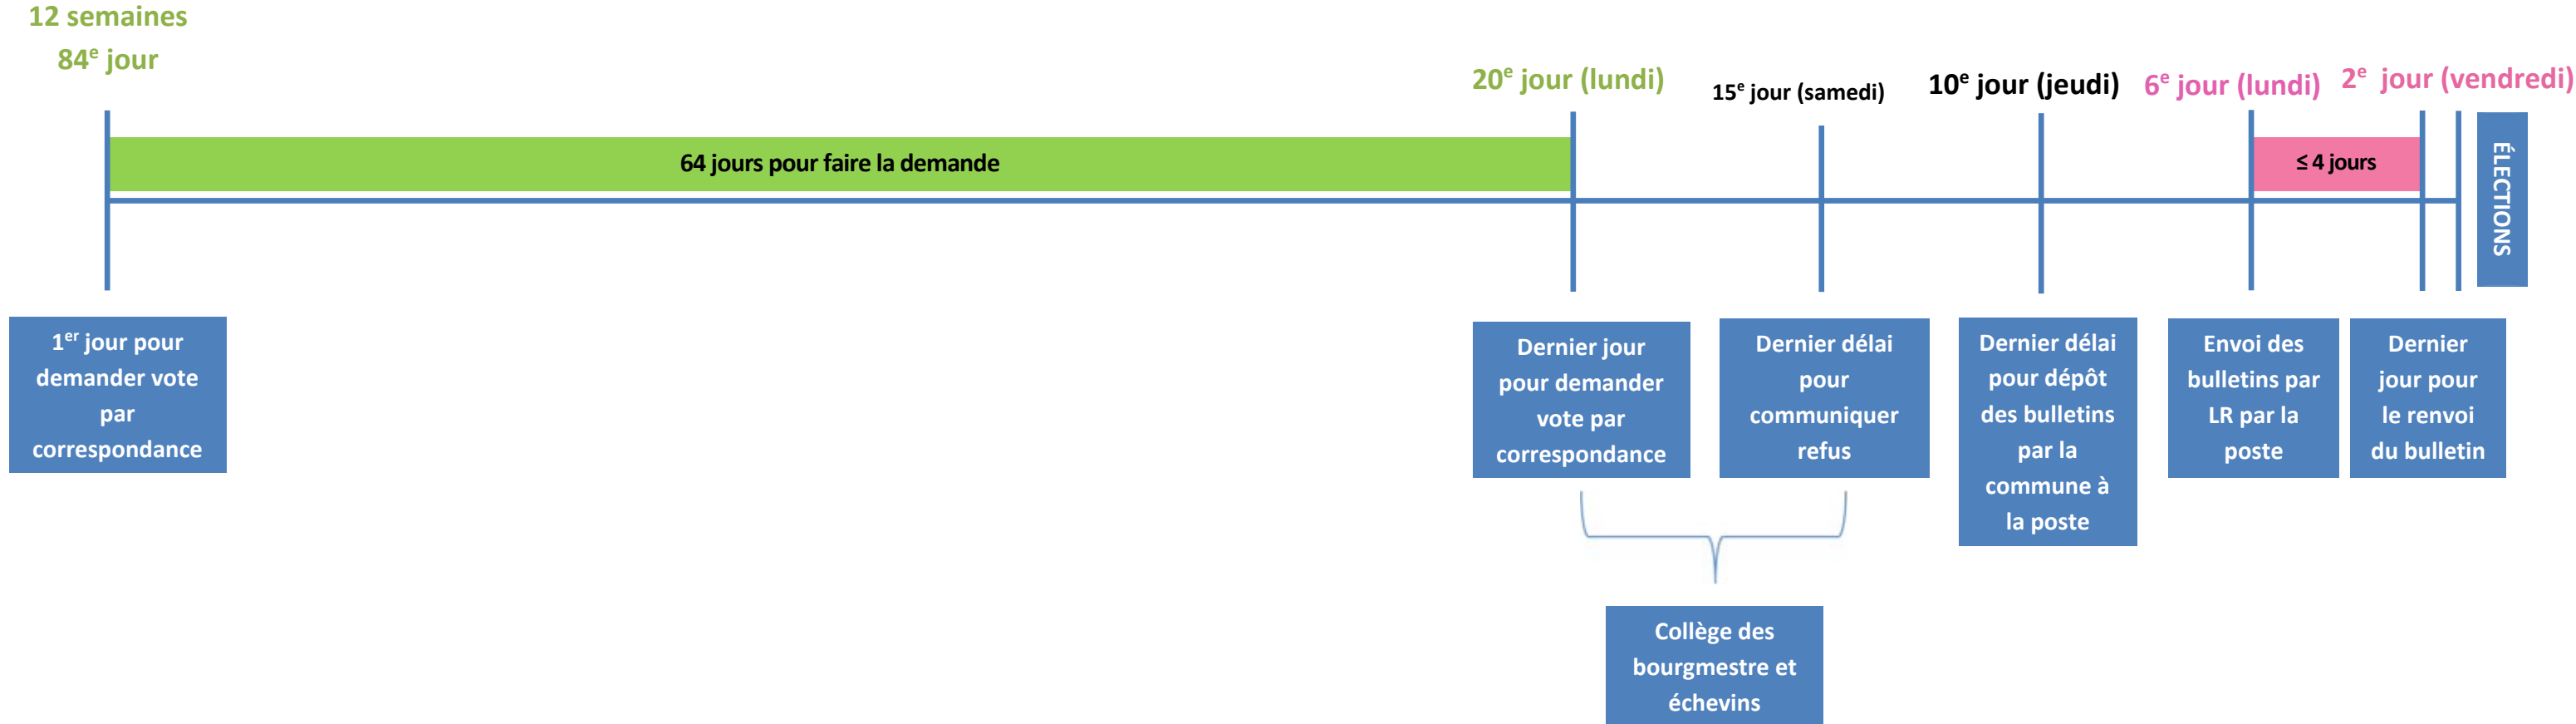 12 semaines
84e jour
20e jour (lundi)
15e jour (samedi)
10e jour (jeudi)
6e jour (lundi)
2e jour (vendredi)
64 jours pour faire la demande
≤ 4 jours
ÉLECTIONS
1er jour pour
demander vote
par
correspondance
Dernier jour
pour demander
vote par
correspondance
Dernier délai
pour
communiquer
refus
Dernier délai
pour dépôt
des bulletins
par la
commune à
la poste
Envoi des
bulletins par
LR par la
poste
Dernier
jour pour
le renvoi
du bulletin
Collège des
bourgmestre et
échevins